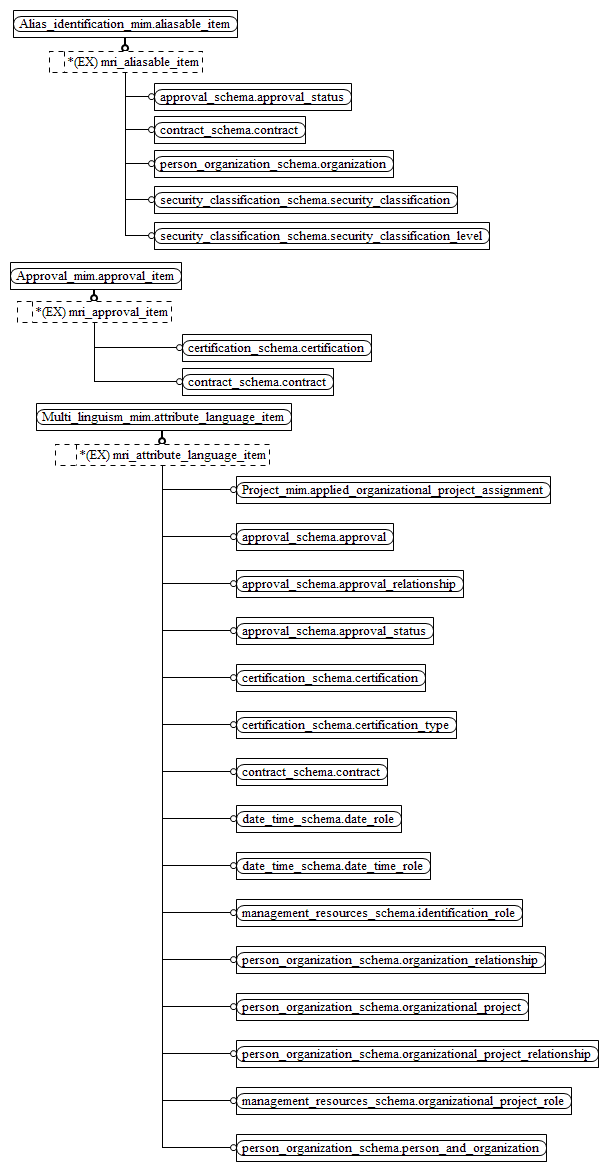 Alias_identification_mim.aliasable_item
*(EX) mri_aliasable_item
approval_schema.approval_status
contract_schema.contract
person_organization_schema.organization
security_classification_schema.security_classification
security_classification_schema.security_classification_level
Approval_mim.approval_item
*(EX) mri_approval_item
certification_schema.certification
contract_schema.contract
Multi_linguism_mim.attribute_language_item
*(EX) mri_attribute_language_item
Project_mim.applied_organizational_project_assignment
approval_schema.approval
approval_schema.approval_relationship
approval_schema.approval_status
certification_schema.certification
certification_schema.certification_type
contract_schema.contract
date_time_schema.date_role
date_time_schema.date_time_role
management_resources_schema.identification_role
person_organization_schema.organization_relationship
person_organization_schema.organizational_project
person_organization_schema.organizational_project_relationship
management_resources_schema.organizational_project_role
person_organization_schema.person_and_organization